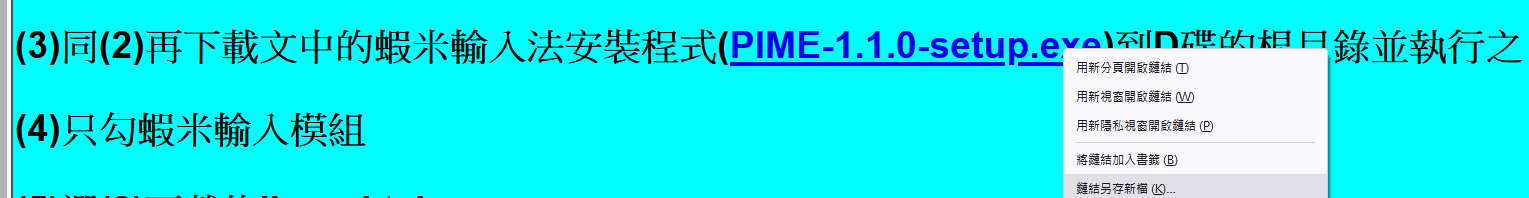 (3)同(2)再下載文中的蝦米輸入法安裝程式(PIME-1.1.0-setup.exe)到D碟的根目錄並執行之
用新分頁開啟鏈結 (T)
用新視窗開啟鏈結 (W)
用新隱私視窗開啟鏈結 (P)
(4)只勾蝦米輸入模組
將鏈結加入書籤 (B)
鏈結另存新檔 (K)...